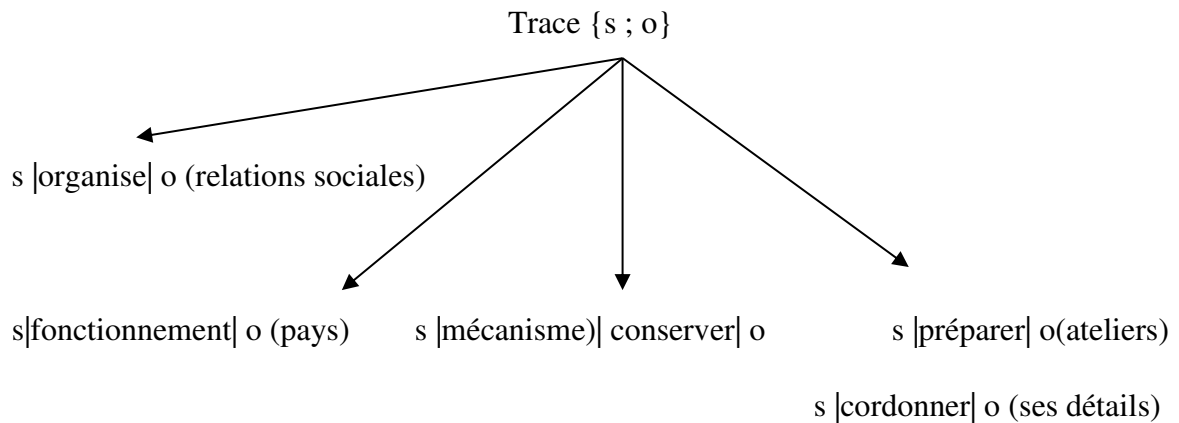 Trace {s ; o}
s |organise| o (relations sociales)
s|fonctionnement| o (pays) s |mécanisme)| conserver| o s |préparer| o(ateliers)
s |cordonner| o (ses détails)